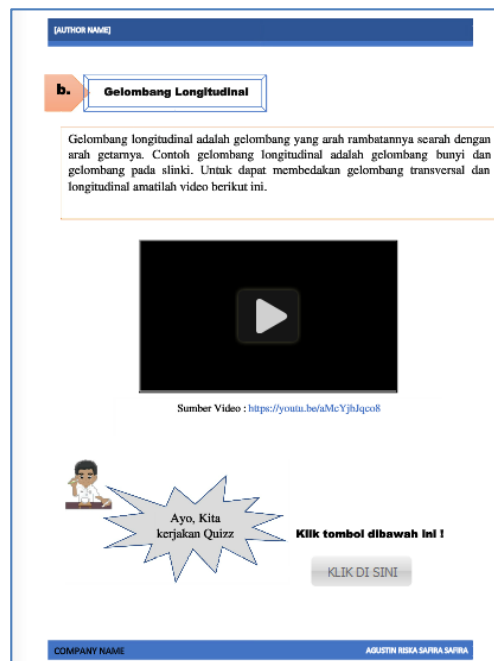 [AUTHOR NAME]
b.
Gelombang Longitudinal
Gelombang longitudinal adalah gelombang yang arah rambatannya searah dengan
arah getarnya. Contoh gelombang longitudinal adalah gelombang bunyi dan
gelombang pada slinki. Untuk dapat membedakan gelombang transversal dan
longitudinal amatilah video berikut ini.
Sumber Video : https://youtu.be/aMcYjhJqco8
Ayo, Kita
kerjakan Quizz
Klik tombol dibawah ini !
KLIK DI SINI
COMPANY NAME
AGUSTIN RISKA SAFIRA SAFIRA